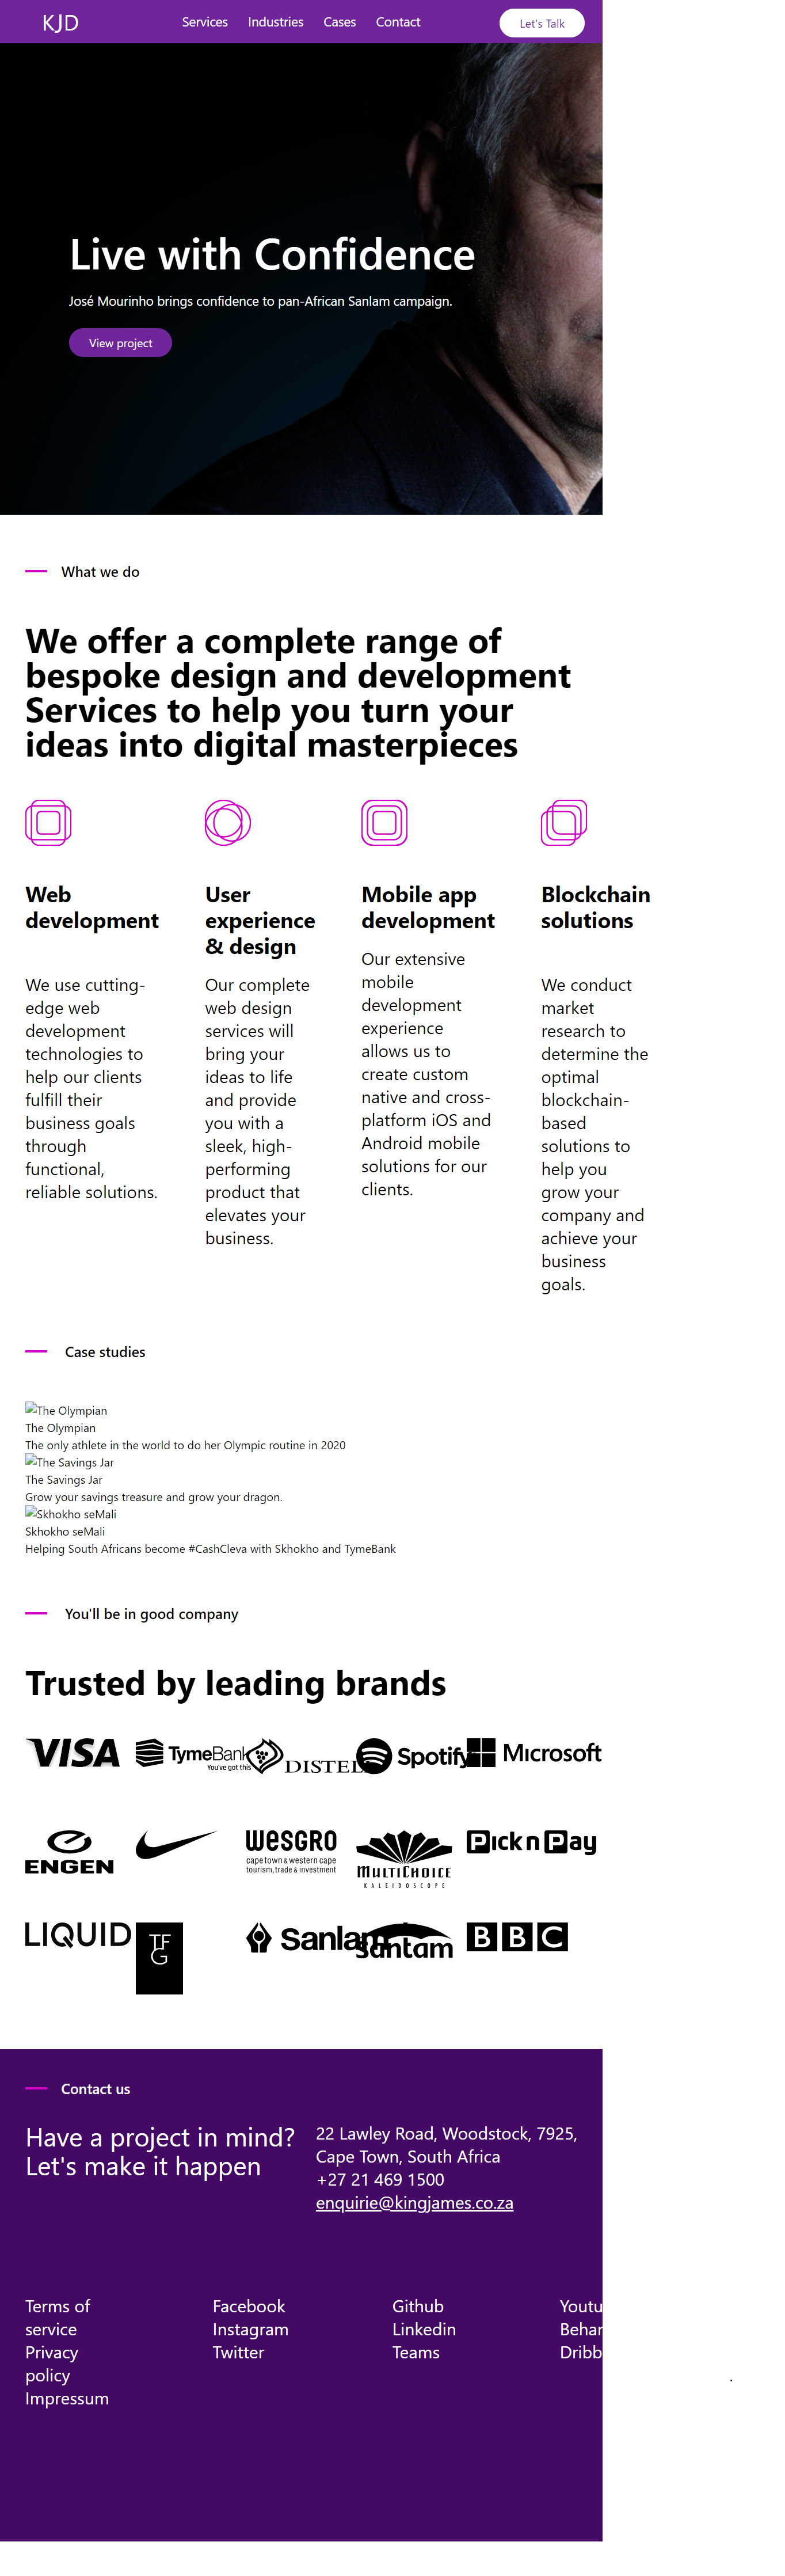 KJD
Services Industries Cases Contact
Let's Talk
Live with Confidence
José Mourinho brings confidence to pan-African Sanlam campaign.
View project
What we do
We offer a complete range of
bespoke design and development
Services to help you turn your
ideas into digital masterpieces
Web
development
We use cutting-
edge web
development
technologies to
help our clients
fulfill their
business goals
through
functional,
reliable solutions.
User
experience
& design
Our complete
web design
services will
bring your
ideas to life
and provide
you with a
sleek, high-
performing
product that
elevates your
business.
Mobile app
development
Our extensive
mobile
development
experience
allows us to
create custom
native and cross-
platform iOS and
Android mobile
solutions for our
clients.
Blockchain
solutions
We conduct
market
research to
determine the
optimal
blockchain-
based
solutions to
help you
grow your
company and
achieve your
business
goals.
Case studies
The Olympian
The Olympian
The only athlete in the world to do her Olympic routine in 2020
The Savings Jar
The Savings Jar
Grow your savings treasure and grow your dragon.
Skhokho seMali
Skhokho seMali
Helping South Africans become #CashCleva with Skhokho and TymeBank
You'll be in good company
Trusted by leading brands
VISA
TymeBank
You've got this
DISTELL
Spotify
Microsoft
ENGEN
WESGRO
cape town & western cape
tourism, trade & investment
MULTICHOICE
KALEIDOSCOPE
Pick n Pay
LIQUID
TFG
Sanlam
Santam
BBC
Contact us
Have a project in mind?
Let's make it happen
22 Lawley Road, Woodstock, 7925,
Cape Town, South Africa
+27 21 469 1500
enquirie@kingjames.co.za
Terms of
service
Privacy
policy
Impressum
Facebook
Instagram
Twitter
Github
Linkedin
Teams
Youtu
Behar
Dribb